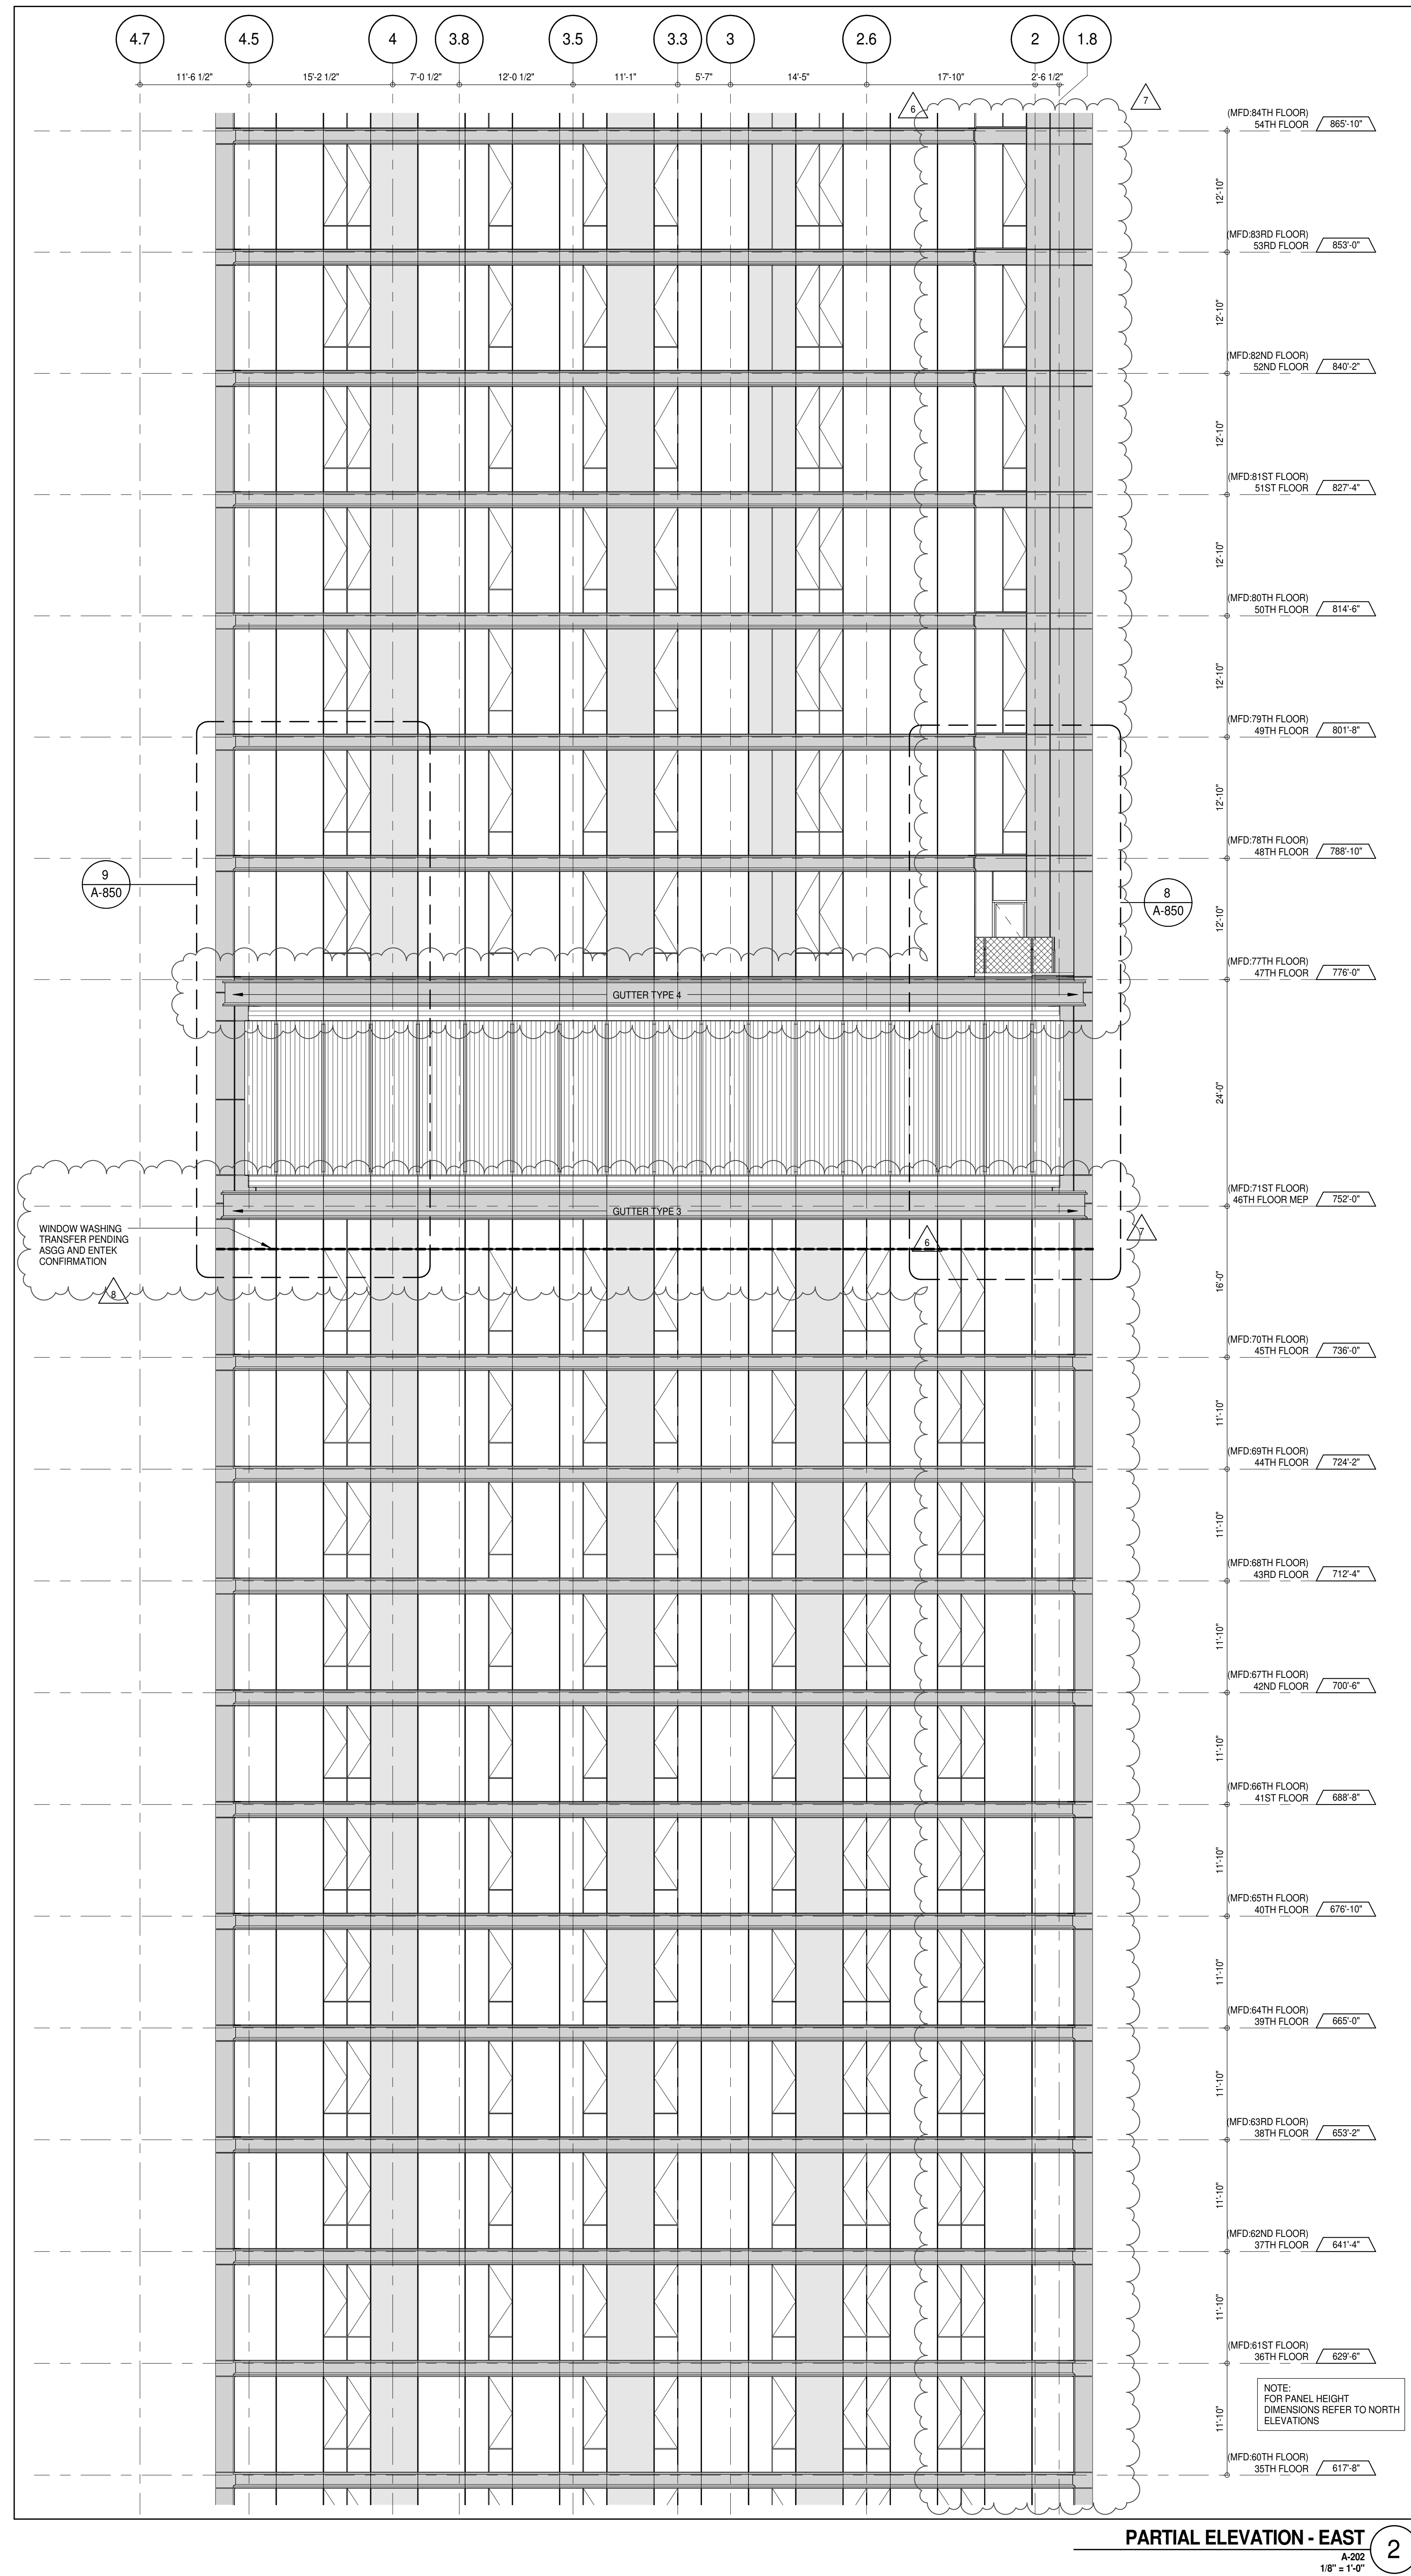 4.7 4.5 4 3.8 3.5 3.3 3 2.6 2 1.8
11'-6 1/2" 15'-2 1/2" 7'-0 1/2" 12'-0 1/2" 11'-1" 5'-7" 14'-5" 17'-10" 2'-6 1/2"
6
7
(MFD:84TH FLOOR)
54TH FLOOR 865'-10"
12'-10"
(MFD:83RD FLOOR)
53RD FLOOR 853'-0"
12'-10"
(MFD:82ND FLOOR)
52ND FLOOR 840'-2"
12'-10"
(MFD:81ST FLOOR)
51ST FLOOR 827'-4"
12'-10"
(MFD:80TH FLOOR)
50TH FLOOR 814'-6"
12'-10"
(MFD:79TH FLOOR)
49TH FLOOR 801'-8"
12'-10"
(MFD:78TH FLOOR)
48TH FLOOR 788'-10"
9
A-850
8
A-850
12'-10"
(MFD:77TH FLOOR)
47TH FLOOR 776'-0"
GUTTER TYPE 4
24'-0"
(MFD:71ST FLOOR)
46TH FLOOR MEP 752'-0"
GUTTER TYPE 3
WINDOW WASHING
TRANSFER PENDING
ASGG AND ENTEK
CONFIRMATION
6
7
8
16'-0"
(MFD:70TH FLOOR)
45TH FLOOR 736'-0"
11'-10"
(MFD:69TH FLOOR)
44TH FLOOR 724'-2"
11'-10"
(MFD:68TH FLOOR)
43RD FLOOR 712'-4"
11'-10"
(MFD:67TH FLOOR)
42ND FLOOR 700'-6"
11'-10"
(MFD:66TH FLOOR)
41ST FLOOR 688'-8"
11'-10"
(MFD:65TH FLOOR)
40TH FLOOR 676'-10"
11'-10"
(MFD:64TH FLOOR)
39TH FLOOR 665'-0"
11'-10"
(MFD:63RD FLOOR)
38TH FLOOR 653'-2"
11'-10"
(MFD:62ND FLOOR)
37TH FLOOR 641'-4"
11'-10"
(MFD:61ST FLOOR)
36TH FLOOR 629'-6"
NOTE:
FOR PANEL HEIGHT
DIMENSIONS REFER TO NORTH
ELEVATIONS
11'-10"
(MFD:60TH FLOOR)
35TH FLOOR 617'-8"
PARTIAL ELEVATION - EAST
2
A-202
1/8" = 1'-0"